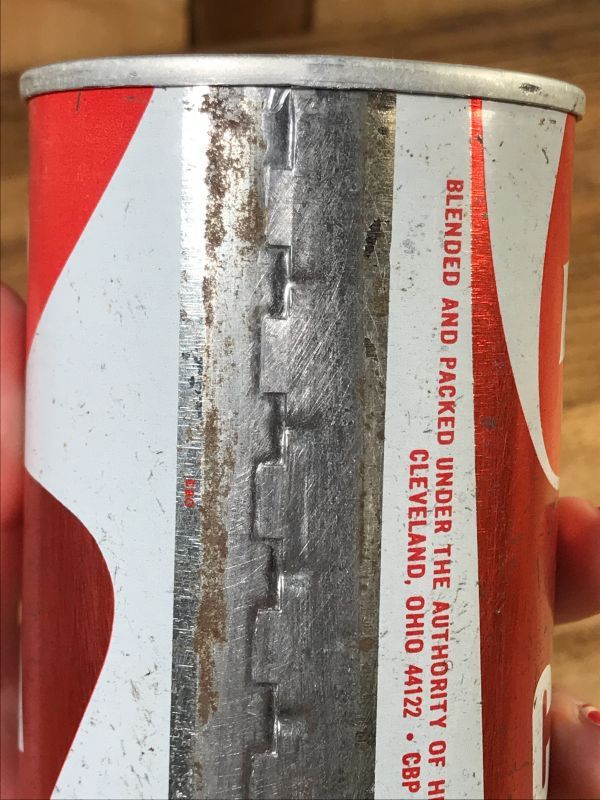 BLENDED AND PACKED UNDER THE AUTHORITY OF
CLEVELAND, OHIO 44122 • CBP